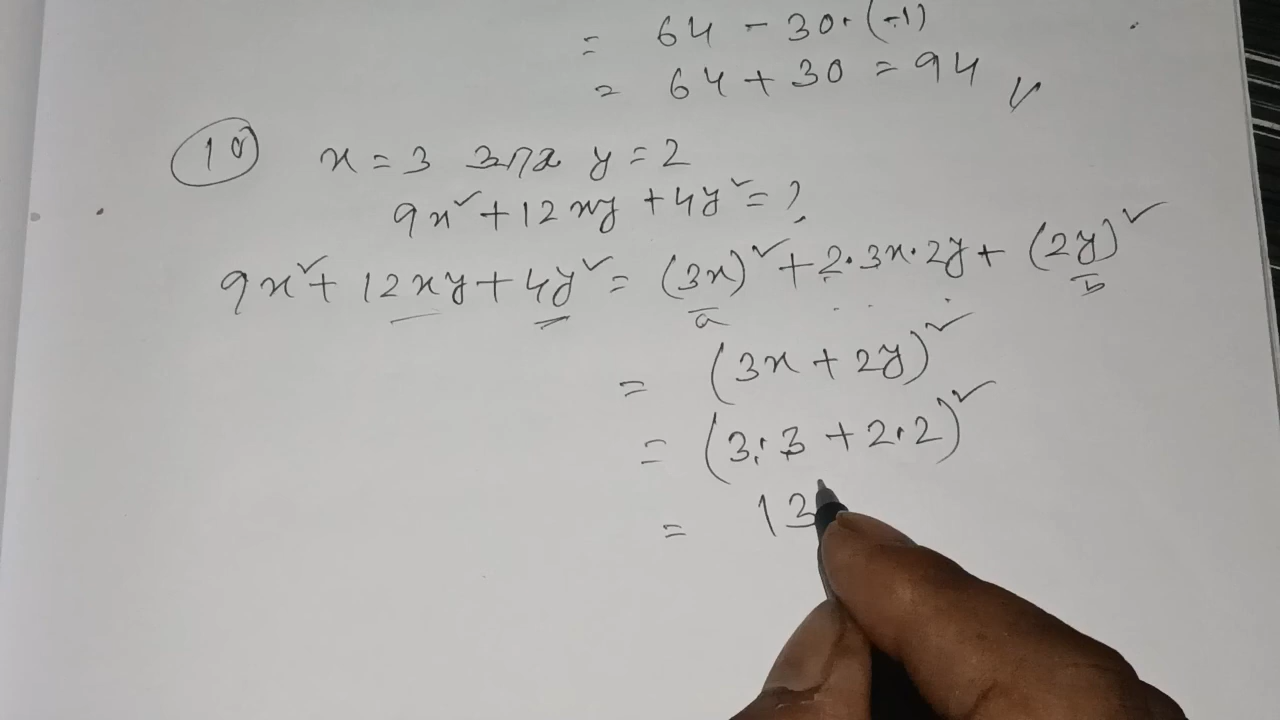 = 64 - 30·(-1)
= 64 + 30 = 94
10 x = 3 y = 2
9x² + 12xy + 4y² = ?
9x² + 12xy + 4y² = (3x)² + 2·3x·2y + (2y)²
a b
= (3x + 2y)²
= (3·3 + 2·2)²
= 13